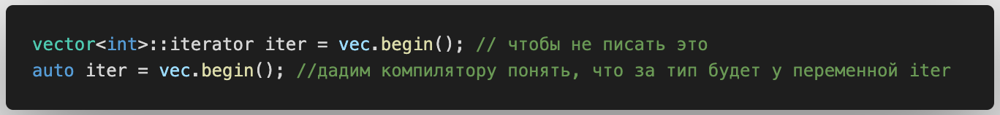 vector<int>::iterator iter = vec.begin(); // чтобы не писать это
auto iter = vec.begin(); //дадим компилятору понять, что за тип будет у переменной iter